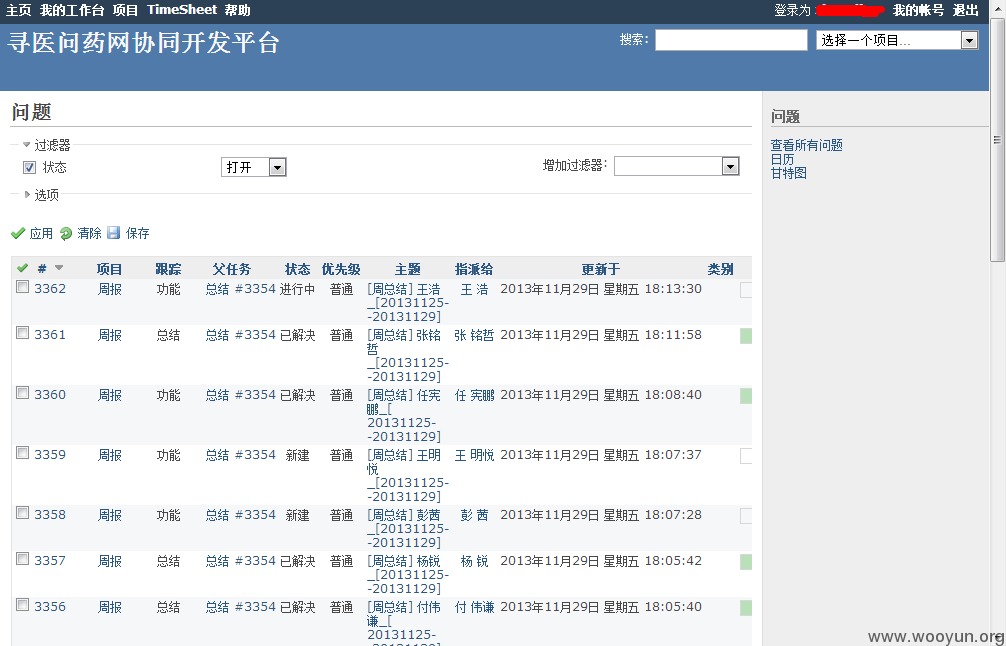 主页 我的工作台 项目 TimeSheet 帮助 登录为 我的帐号 退出
寻医问药网协同开发平台 搜索: 选择一个项目...
问题
过滤器
状态 打开 增加过滤器:
选项
应用 清除 保存
# 项目 跟踪 父任务 状态 优先级 主题 指派给 更新于 类别
3362 周报 功能 总结 #3354 进行中 普通 [周总结] 王浩 王 浩 2013年11月29日 星期五 18:13:30
_[20131125-
-20131129]
3361 周报 总结 总结 #3354 已解决 普通 [周总结] 张铭 张 铭哲 2013年11月29日 星期五 18:11:58
哲
_[20131125-
-20131129]
3360 周报 功能 总结 #3354 已解决 普通 [周总结] 任宪 任 宪鹏 2013年11月29日 星期五 18:08:40
鹏_[
20131125-
-20131129]
3359 周报 功能 总结 #3354 新建 普通 [周总结] 王明 王 明悦 2013年11月29日 星期五 18:07:37
悦
_[20131125-
-20131129]
3358 周报 功能 总结 #3354 新建 普通 [周总结] 彭茜 彭 茜 2013年11月29日 星期五 18:07:28
_[20131125-
-20131129]
3357 周报 总结 总结 #3354 已解决 普通 [周总结] 杨锐 杨 锐 2013年11月29日 星期五 18:05:42
_[20131125-
-20131129]
3356 周报 总结 总结 #3354 已解决 普通 [周总结] 付伟 付 伟谦 2013年11月29日 星期五 18:05:40
谦_[
20131125-
问题
查看所有问题
日历
甘特图
www.wooyun.org